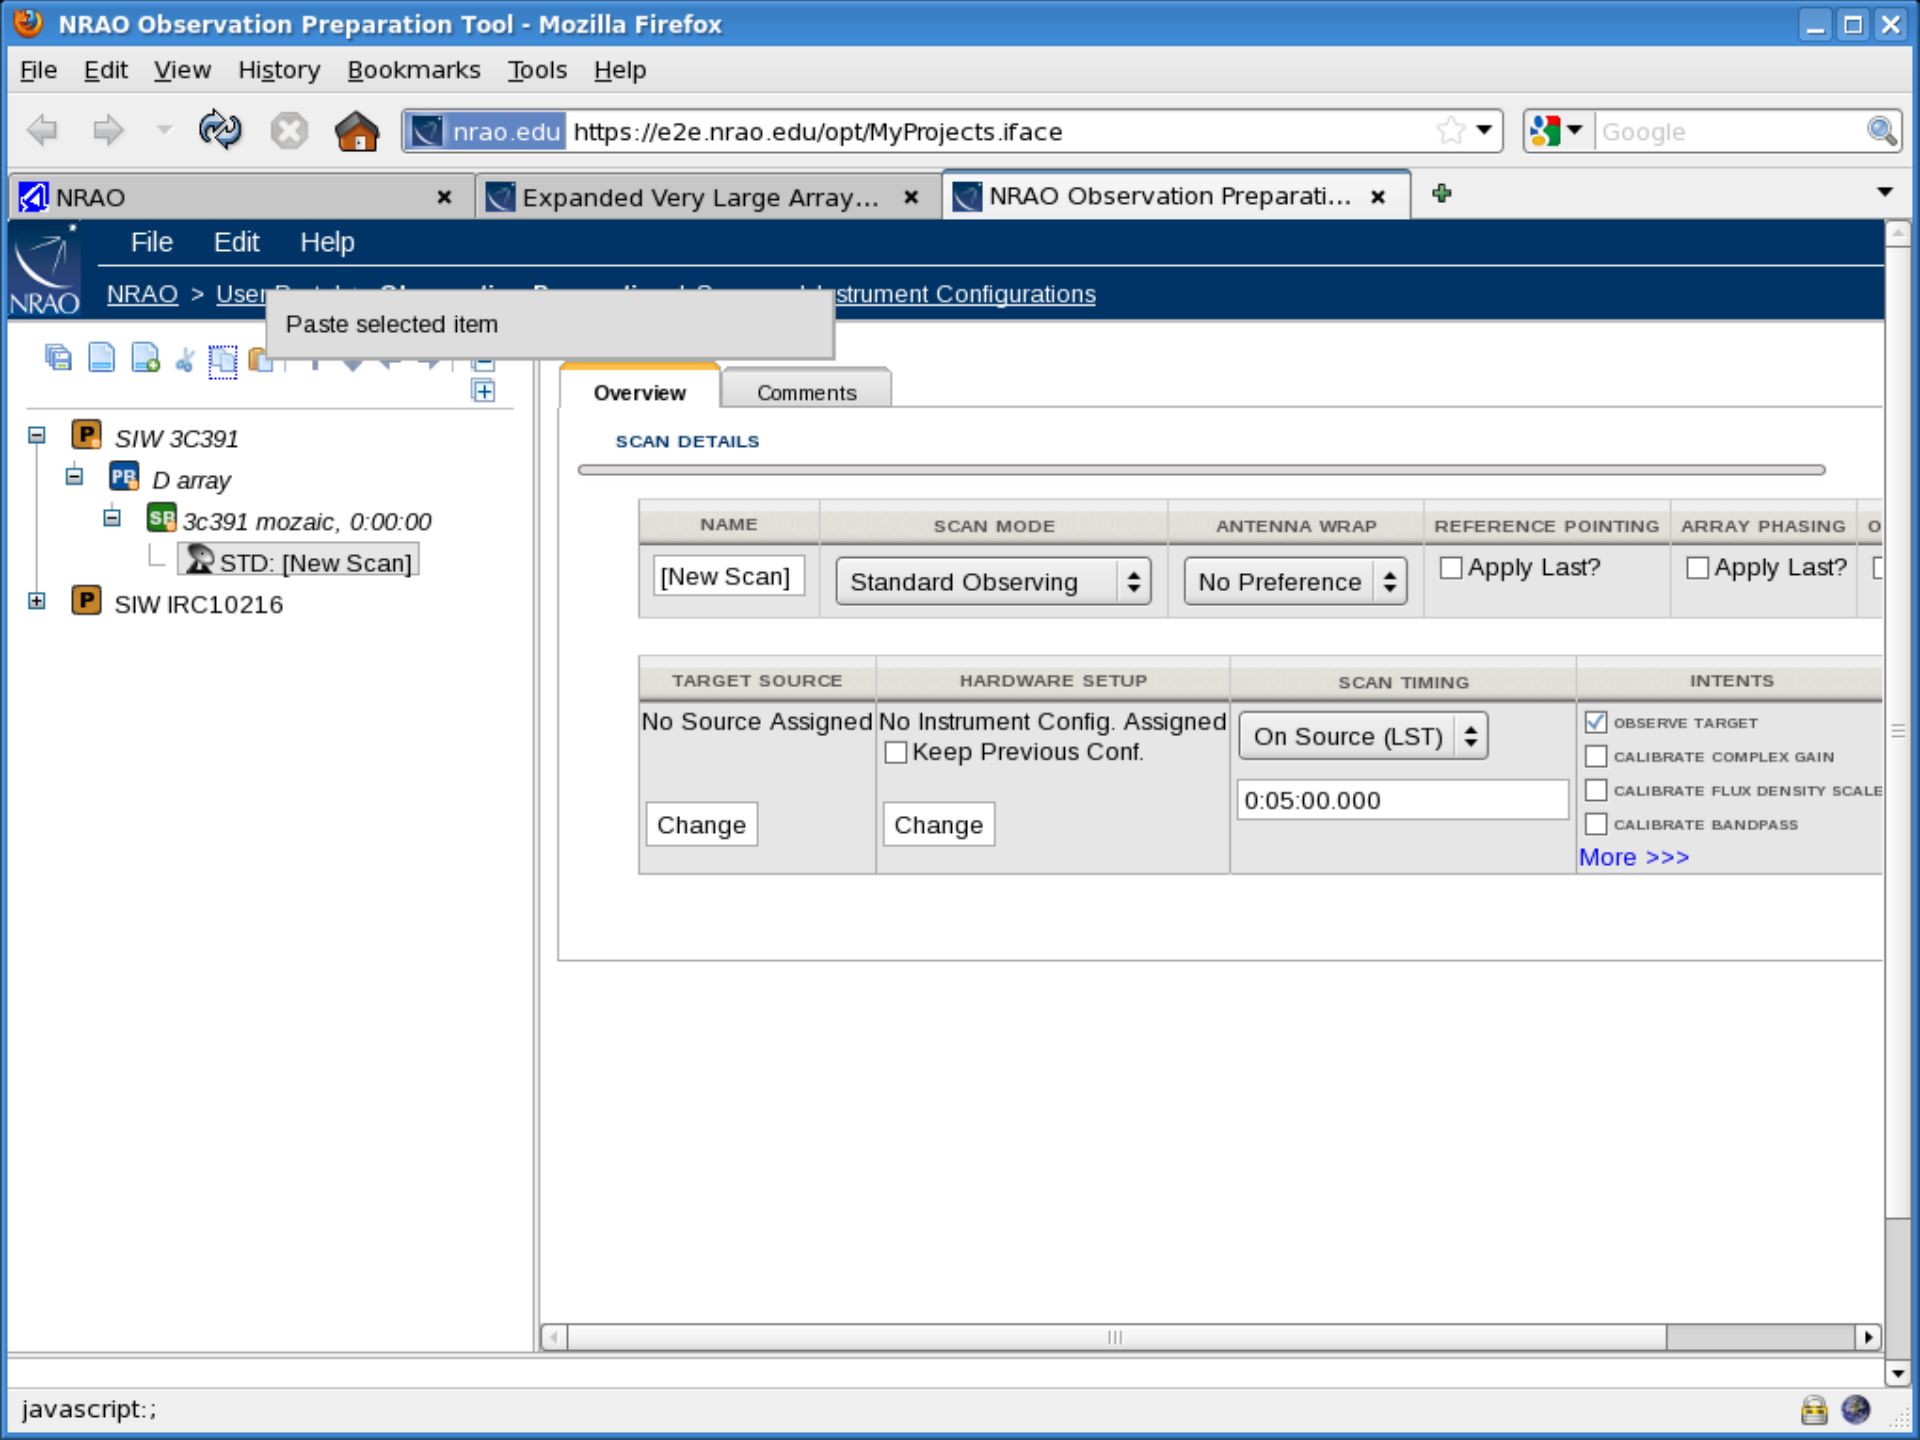 NRAO Observation Preparation Tool - Mozilla Firefox
File Edit View History Bookmarks Tools Help
nrao.edu https://e2e.nrao.edu/opt/MyProjects.iface Google
NRAO Expanded Very Large Array... NRAO Observation Preparati...
File Edit Help
NRAO NRAO > User strument Configurations
Paste selected item
Overview Comments
SCAN DETAILS
P SIW 3C391
PB D array
SB 3c391 mozaic, 0:00:00
STD: [New Scan]
P SIW IRC10216
NAME SCAN MODE ANTENNA WRAP REFERENCE POINTING ARRAY PHASING O
[New Scan] Standard Observing No Preference Apply Last? Apply Last?
TARGET SOURCE HARDWARE SETUP SCAN TIMING INTENTS
No Source Assigned No Instrument Config. Assigned On Source (LST) OBSERVE TARGET
Keep Previous Conf. CALIBRATE COMPLEX GAIN
0:05:00.000 CALIBRATE FLUX DENSITY SCALE
Change Change CALIBRATE BANDPASS
More >>>
javascript:;